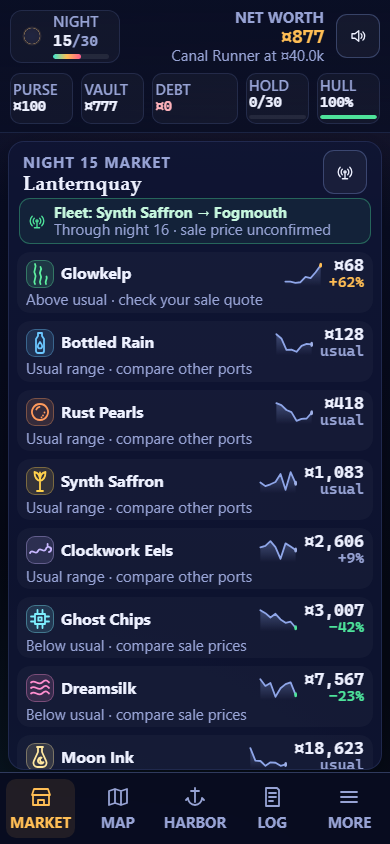 NIGHT
15/30
NET WORTH
¤877
Canal Runner at ¤40.0k
PURSE
¤100
VAULT
¤777
DEBT
¤0
HOLD
0/30
HULL
100%
NIGHT 15 MARKET
Lanternquay
Fleet: Synth Saffron → Fogmouth
Through night 16 · sale price unconfirmed
Glowkelp
¤68
+62%
Above usual · check your sale quote
Bottled Rain
¤128
usual
Usual range · compare other ports
Rust Pearls
¤418
usual
Usual range · compare other ports
Synth Saffron
¤1,083
usual
Usual range · compare other ports
Clockwork Eels
¤2,606
+9%
Usual range · compare other ports
Ghost Chips
¤3,007
−42%
Below usual · compare sale prices
Dreamsilk
¤7,567
−23%
Below usual · compare sale prices
Moon Ink
¤18,623
usual
MARKET
MAP
HARBOR
LOG
MORE